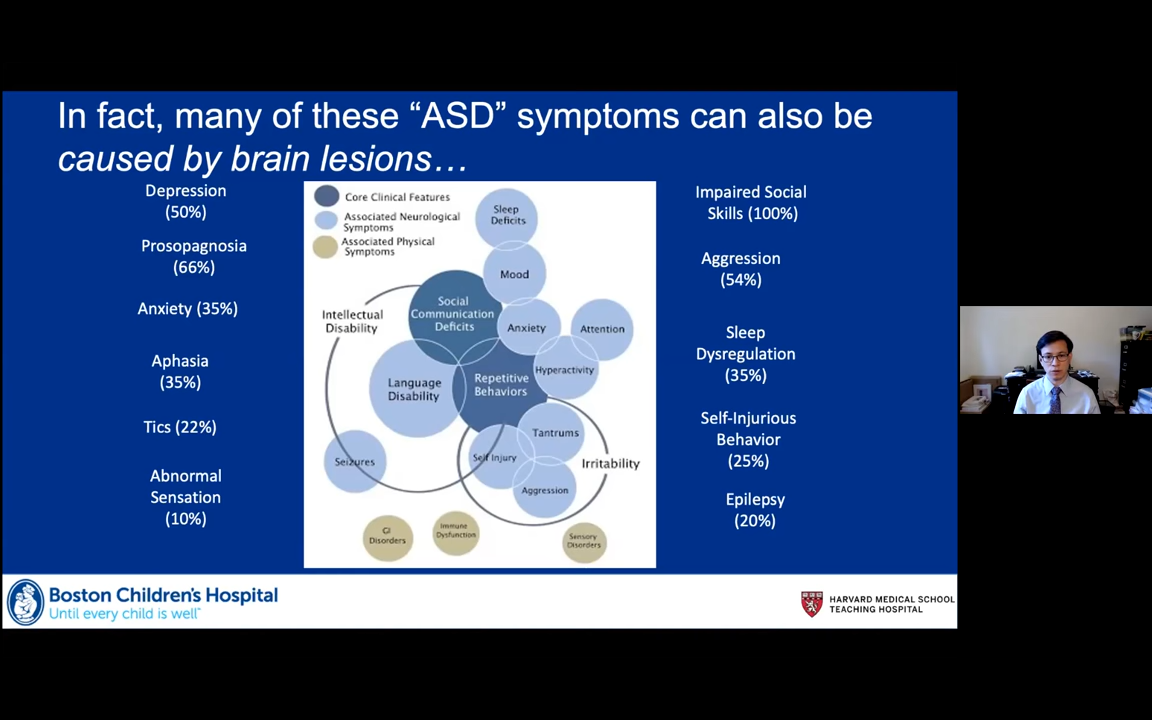 In fact, many of these “ASD” symptoms can also be
caused by brain lesions…
Depression
(50%)
Prosopagnosia
(66%)
Anxiety (35%)
Aphasia
(35%)
Tics (22%)
Abnormal
Sensation
(10%)
Core Clinical Features
Associated Neurological
Symptoms
Associated Physical
Symptoms
Sleep
Deficits
Mood
Social
Communication
Deficits
Intellectual
Disability
Anxiety
Attention
Hyperactivity
Language
Disability
Repetitive
Behaviors
Tantrums
Self Injury
Seizures
Irritability
Aggression
GI
Disorders
Immune
Dysfunction
Sensory
Disorders
Impaired Social
Skills (100%)
Aggression
(54%)
Sleep
Dysregulation
(35%)
Self-Injurious
Behavior
(25%)
Epilepsy
(20%)
Boston Children's Hospital
Until every child is well™
HARVARD MEDICAL SCHOOL
TEACHING HOSPITAL